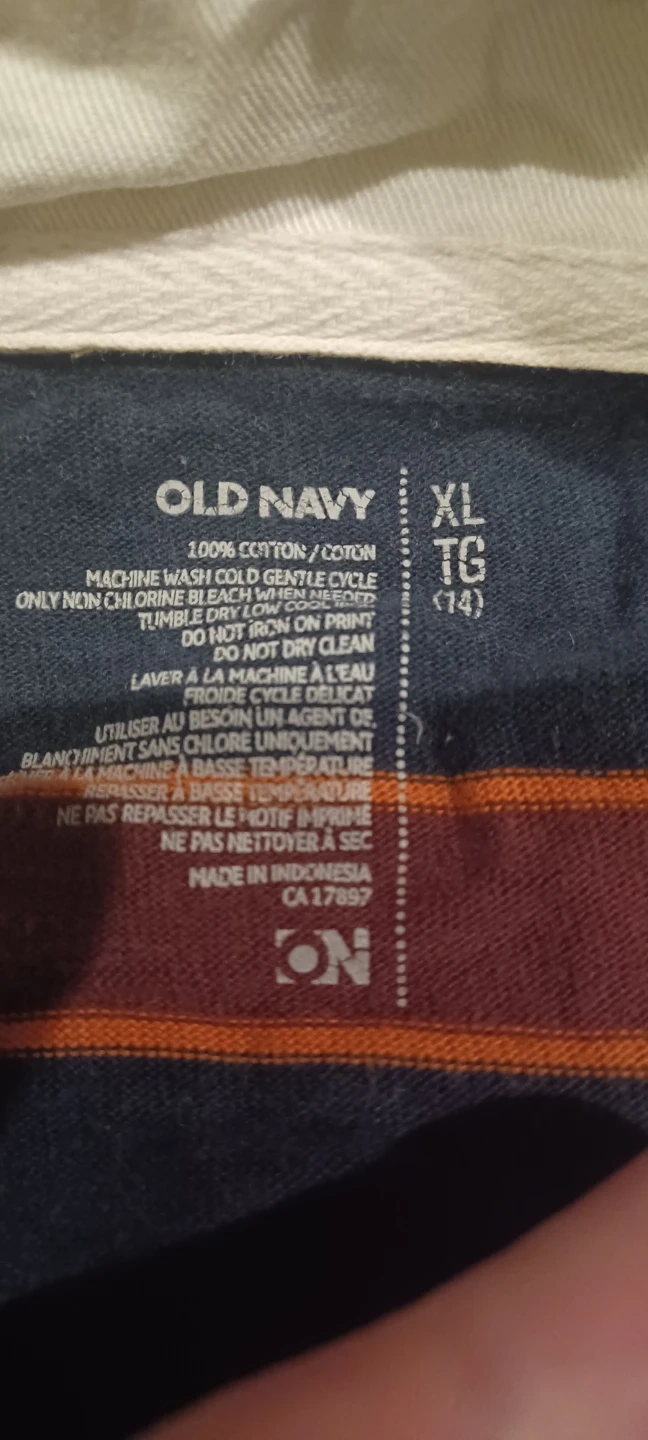 OLD NAVY
100% COTTON / COTON
MACHINE WASH COLD GENTLE CYCLE
ONLY NON CHLORINE BLEACH WHEN NEEDED
TUMBLE DRY LOW COOL
DO NOT IRON ON PRINT
DO NOT DRY CLEAN
LAVER À LA MACHINE À L'EAU
FROIDE CYCLE DÉLICAT
UTILISER AU BESOIN UN AGENT DE
BLANCHIMENT SANS CHLORE UNIQUEMENT
À LA MACHINE À BASSE TEMPÉRATURE
REPASSER À BASSE TEMPÉRATURE
NE PAS REPASSER LE MOTIF IMPRIMÉ
NE PAS NETTOYER À SEC
MADE IN INDONESIA
CA 17897
ON
XL
TG
(14)